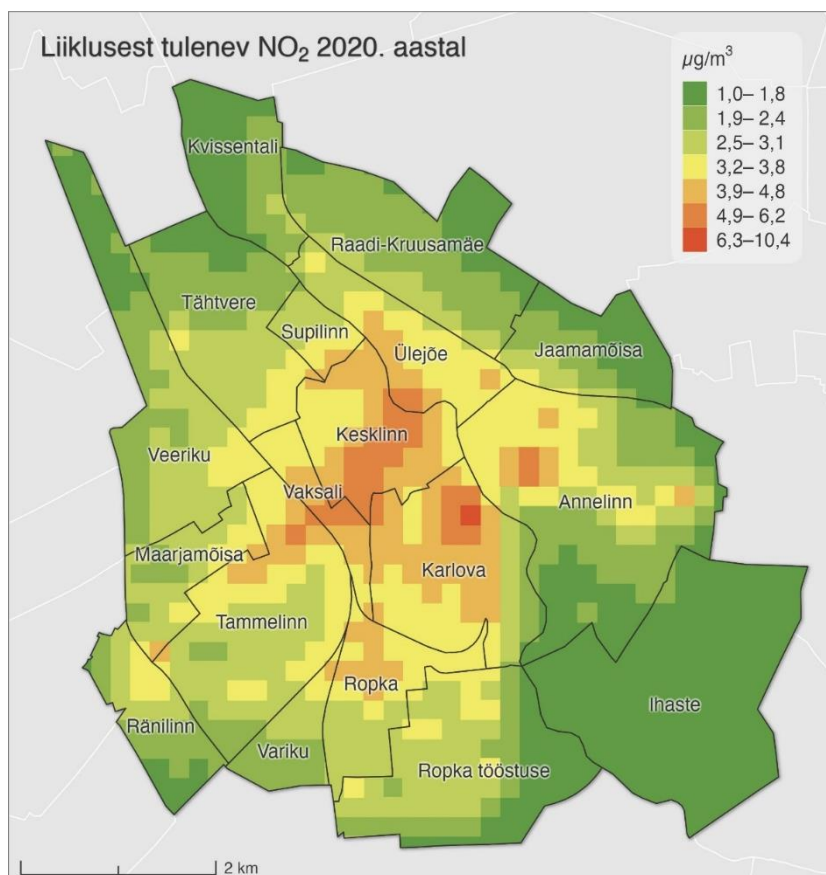 Liiklusest tulenev NO₂ 2020. aastal
µg/m³
1,0– 1,8
1,9– 2,4
2,5– 3,1
3,2– 3,8
3,9– 4,8
4,9– 6,2
6,3–10,4
Kvissentali
Raadi-Kruusamäe
Tähtvere
Supilinn
Ülejõe
Jaamamõisa
Kesklinn
Veeriku
Vaksali
Annelinn
Maarjamõisa
Karlova
Tammelinn
Ropka
Ihaste
Ränilinn
Variku
Ropka tööstuse
2 km